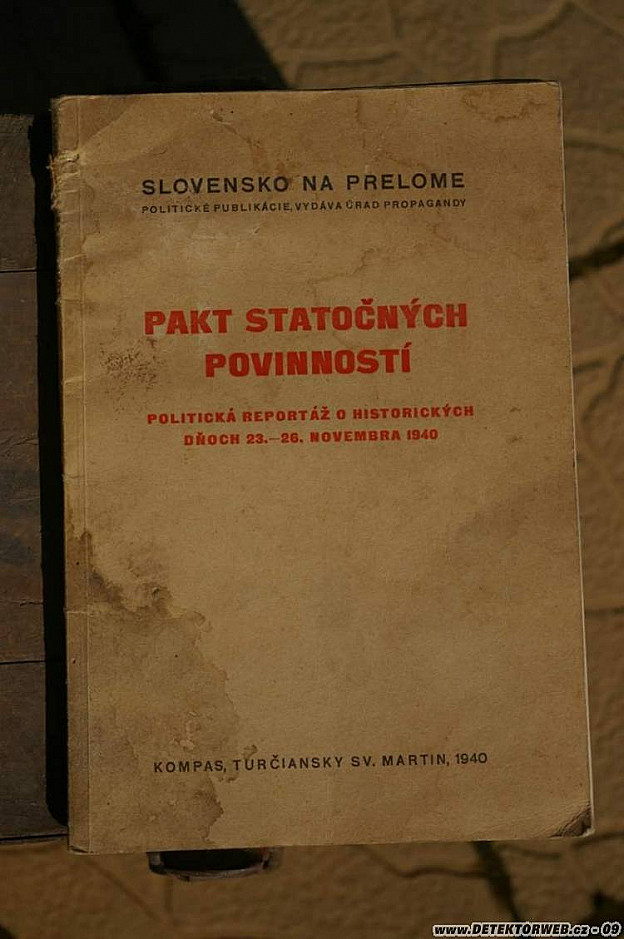 SLOVENSKO NA PRELOME
POLITICKÉ PUBLIKÁCIE, VYDÁVA ÚRAD PROPAGANDY
PAKT STATOČNÝCH
POVINNOSTÍ
POLITICKÁ REPORTÁŽ O HISTORICKÝCH
DŇOCH 23.—26. NOVEMBRA 1940
KOMPAS, TURČIANSKY SV. MARTIN, 1940
www.DETEKTORWEB.cz - 09